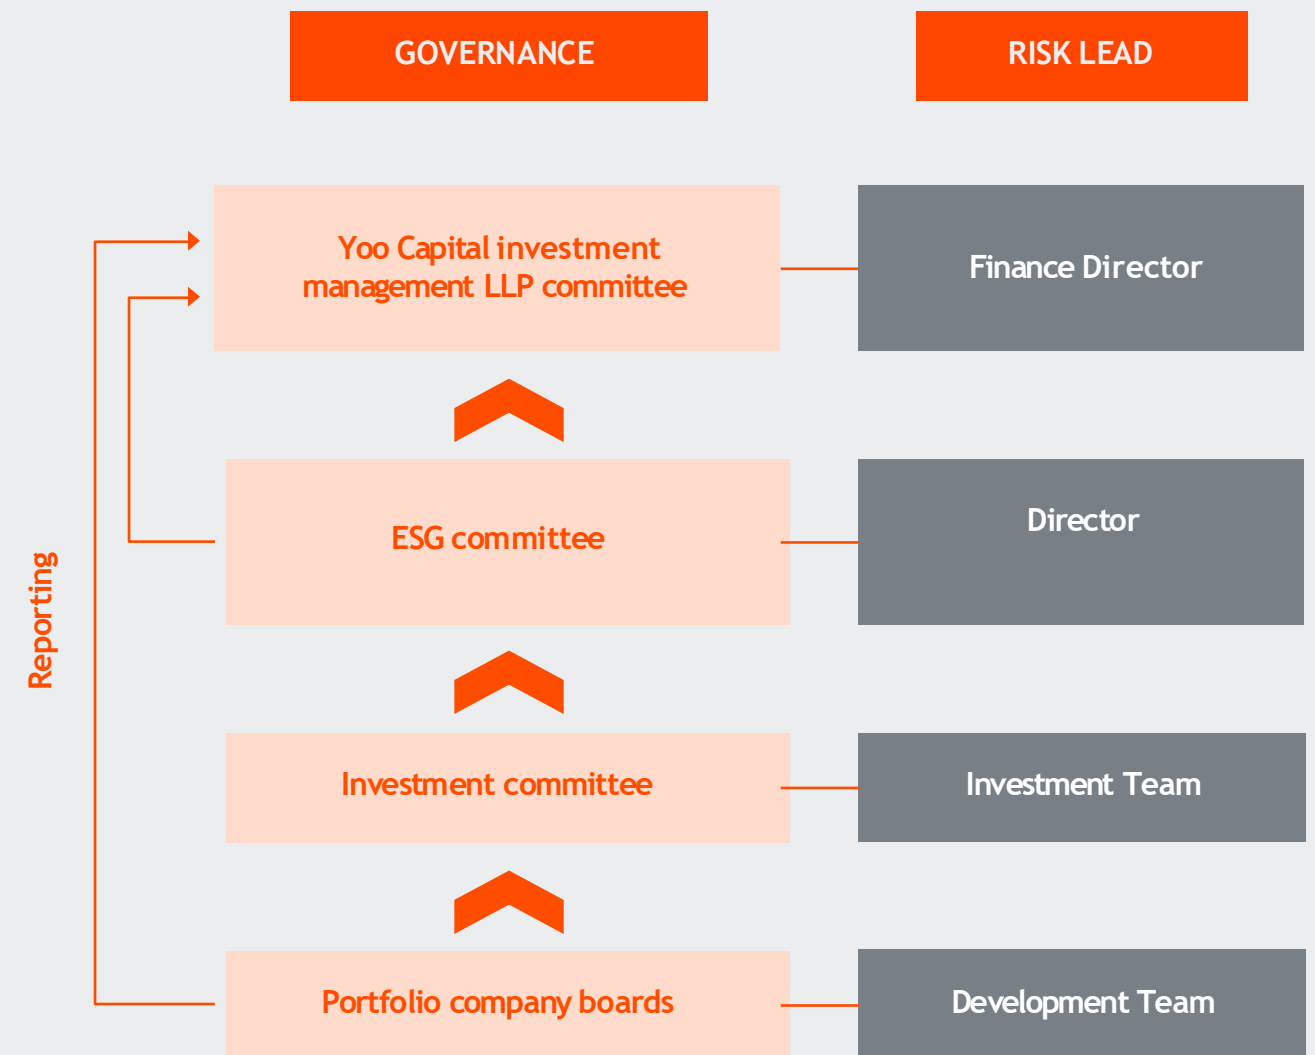 GOVERNANCE
RISK LEAD
Yoo Capital investment
management LLP committee
Finance Director
ESG committee
Director
Reporting
Investment committee
Investment Team
Portfolio company boards
Development Team